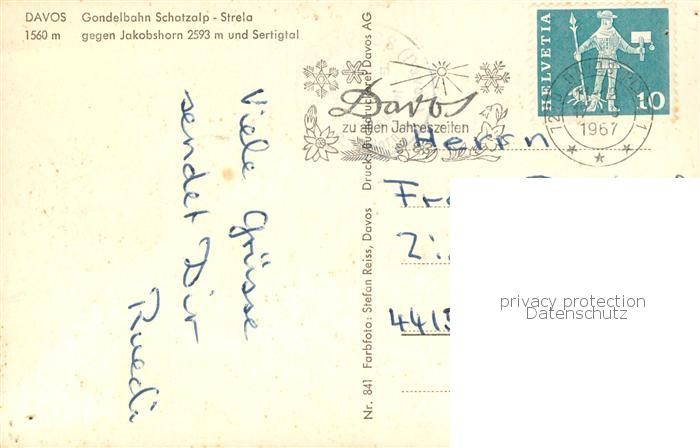 DAVOS Gondelbahn Schatzalp - Strela
1560 m gegen Jakobshorn 2593 m und Sertigtal
Viele Grüsse
sendet Dir
Ruedi
Nr. 841 Farbfoto: Stefan Reiss, Davos Druck: Buchdruckerei Davos AG
Davos
zu allen Jahreszeiten
HELVETIA
10
1967
Herrn
privacy protection
Datenschutz